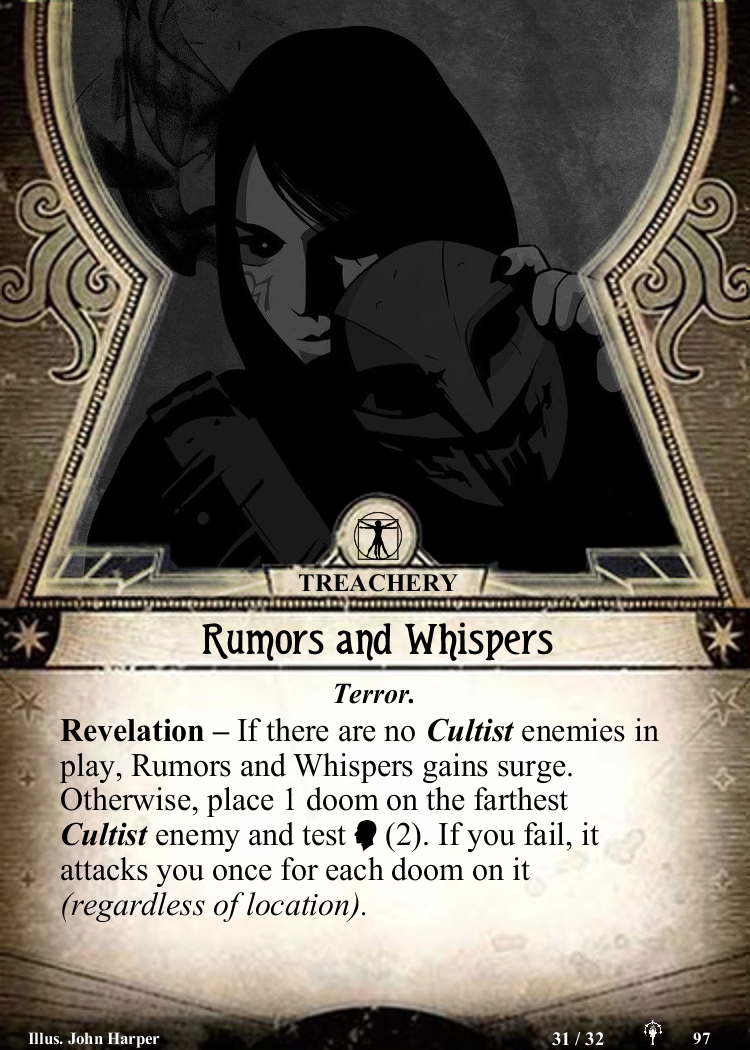 TREACHERY
Rumors and Whispers
Terror.
Revelation – If there are no Cultist enemies in
play, Rumors and Whispers gains surge.
Otherwise, place 1 doom on the farthest
Cultist enemy and test (2). If you fail, it
attacks you once for each doom on it
(regardless of location).
Illus. John Harper 31 / 32 97